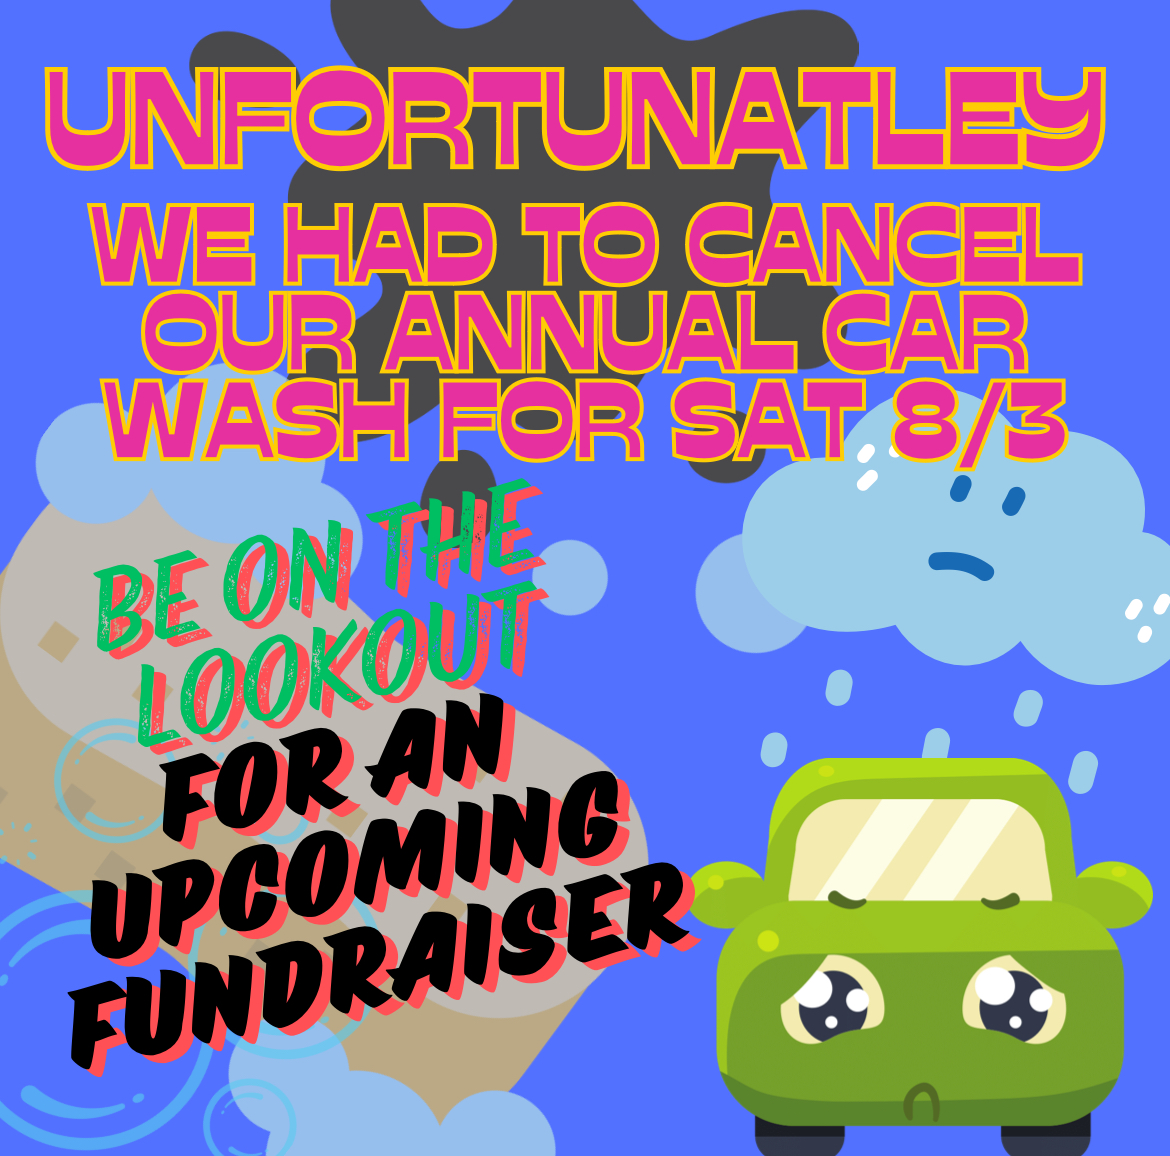 UNFORTUNATLEY
WE HAD TO CANCEL
OUR ANNUAL CAR
WASH FOR SAT 8/3
BE ON THE
LOOKOUT
FOR AN
UPCOMING
FUNDRAISER